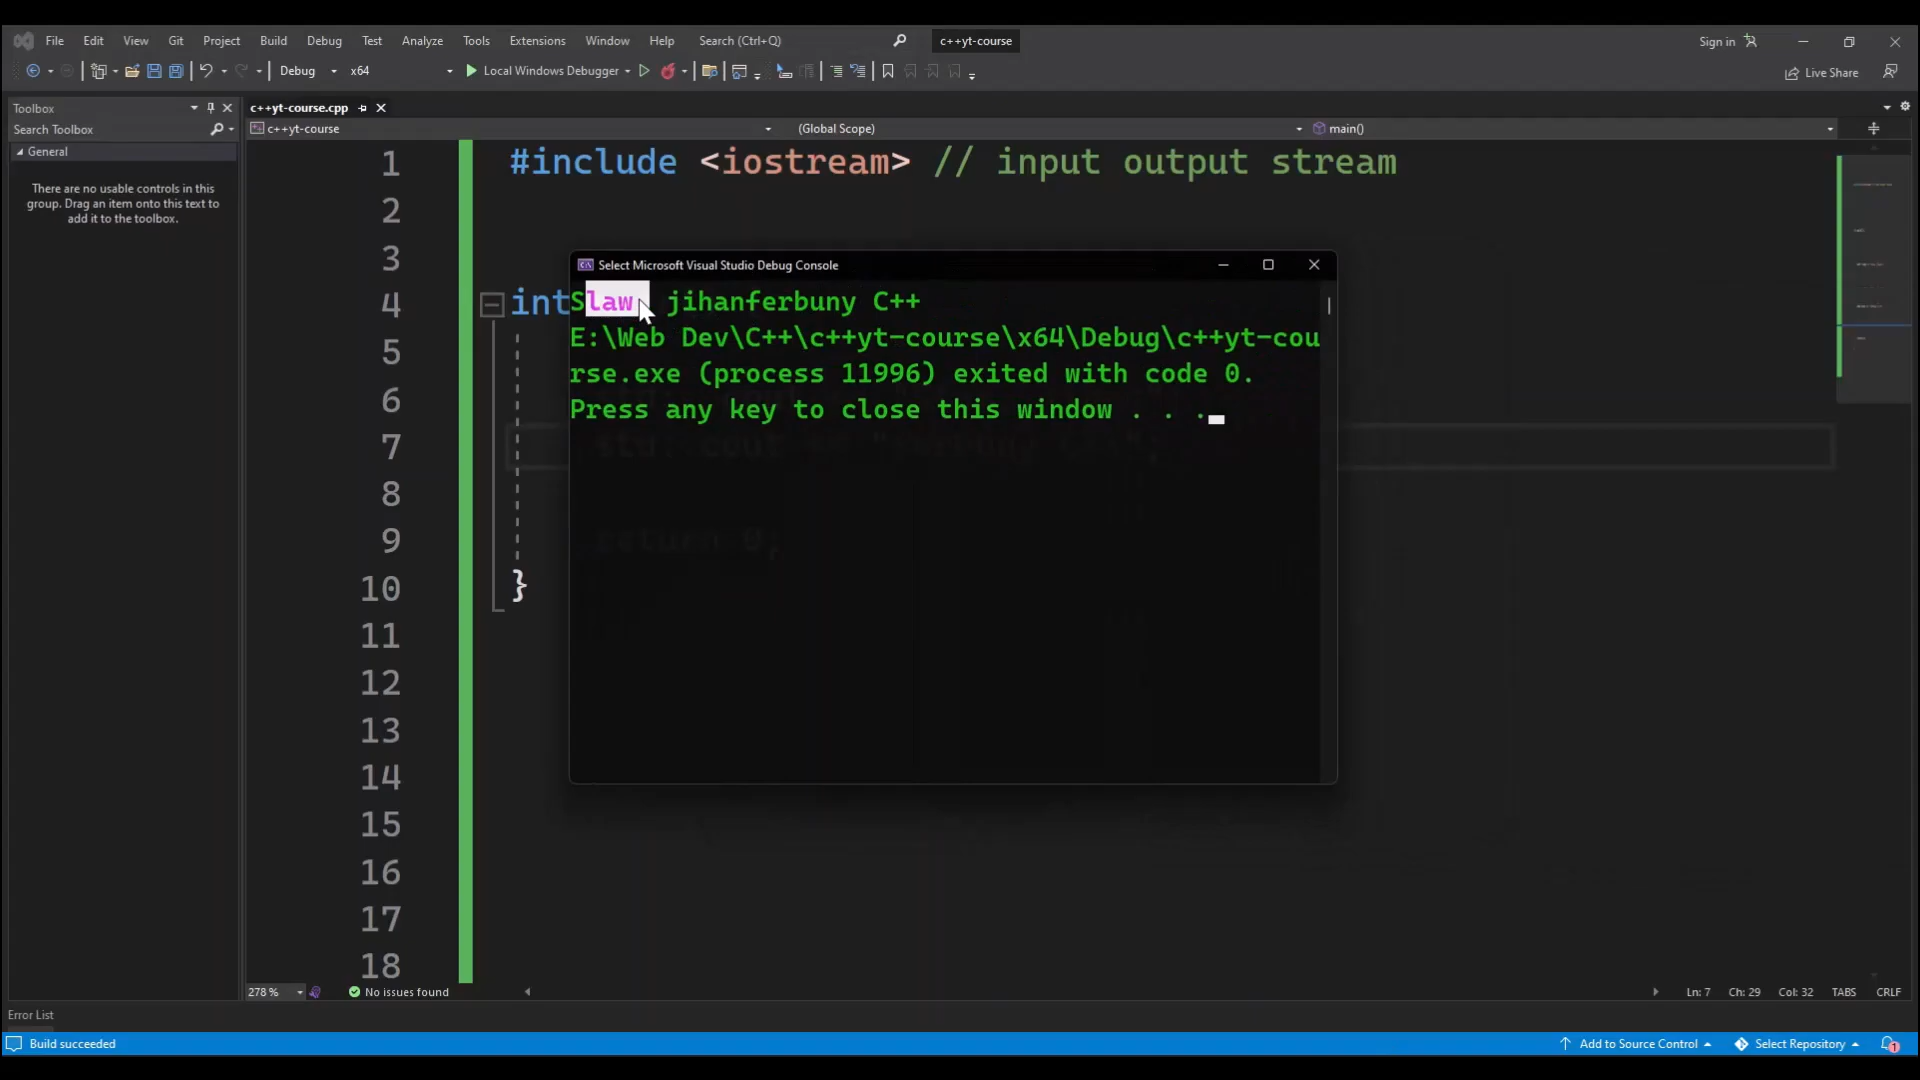 File Edit View Git Project Build Debug Test Analyze Tools Extensions Window Help Search (Ctrl+Q) c++yt-course Sign in
Debug x64 Local Windows Debugger Live Share
Toolbox
c++yt-course.cpp
Search Toolbox
c++yt-course (Global Scope) main()
General
There are no usable controls in this
group. Drag an item onto this text to
add it to the toolbox.
1 #include <iostream> // input output stream
2
3
4 int
5
6
7
8
9 return 0;
10 }
11
12
13
14
15
16
17
18
Select Microsoft Visual Studio Debug Console
Slaw jihanferbuny C++
E:\Web Dev\C++\c++yt-course\x64\Debug\c++yt-cou
rse.exe (process 11996) exited with code 0.
Press any key to close this window . . .
278 % No issues found Ln: 7 Ch: 29 Col: 32 TABS CRLF
Error List
Build succeeded Add to Source Control Select Repository 1